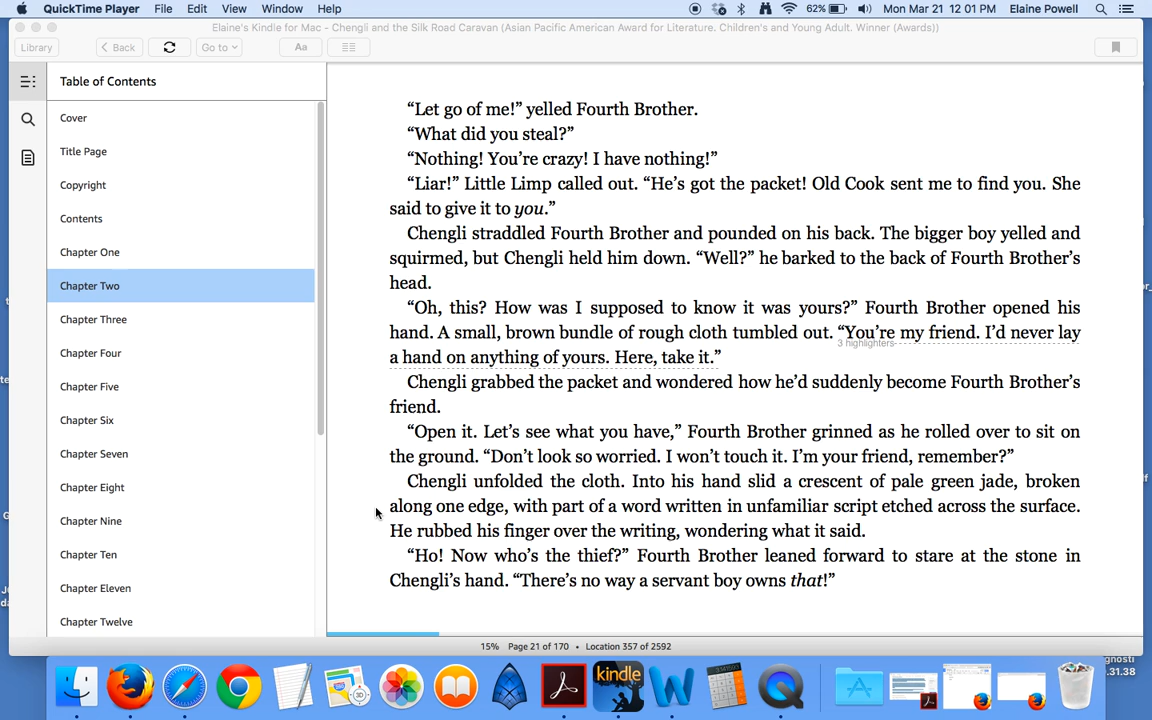 QuickTime Player File Edit View Window Help 62% Mon Mar 21 12 01 PM Elaine Powell
Elaine's Kindle for Mac - Chengli and the Silk Road Caravan (Asian Pacific American Award for Literature. Children's and Young Adult. Winner (Awards))
Library Back Go to Aa
Table of Contents
Cover
Title Page
Copyright
Contents
Chapter One
Chapter Two
Chapter Three
Chapter Four
Chapter Five
Chapter Six
Chapter Seven
Chapter Eight
Chapter Nine
Chapter Ten
Chapter Eleven
Chapter Twelve
“Let go of me!” yelled Fourth Brother.
“What did you steal?”
“Nothing! You’re crazy! I have nothing!”
“Liar!” Little Limp called out. “He’s got the packet! Old Cook sent me to find you. She
said to give it to you.”
Chengli straddled Fourth Brother and pounded on his back. The bigger boy yelled and
squirmed, but Chengli held him down. “Well?” he barked to the back of Fourth Brother’s
head.
“Oh, this? How was I supposed to know it was yours?” Fourth Brother opened his
hand. A small, brown bundle of rough cloth tumbled out. “You’re my friend. I’d never lay
3 highlighters
a hand on anything of yours. Here, take it.”
Chengli grabbed the packet and wondered how he’d suddenly become Fourth Brother’s
friend.
“Open it. Let’s see what you have,” Fourth Brother grinned as he rolled over to sit on
the ground. “Don’t look so worried. I won’t touch it. I’m your friend, remember?”
Chengli unfolded the cloth. Into his hand slid a crescent of pale green jade, broken
along one edge, with part of a word written in unfamiliar script etched across the surface.
He rubbed his finger over the writing, wondering what it said.
“Ho! Now who’s the thief?” Fourth Brother leaned forward to stare at the stone in
Chengli’s hand. “There’s no way a servant boy owns that!”
15% Page 21 of 170 • Location 357 of 2592
gnosti
.31.38
kindle